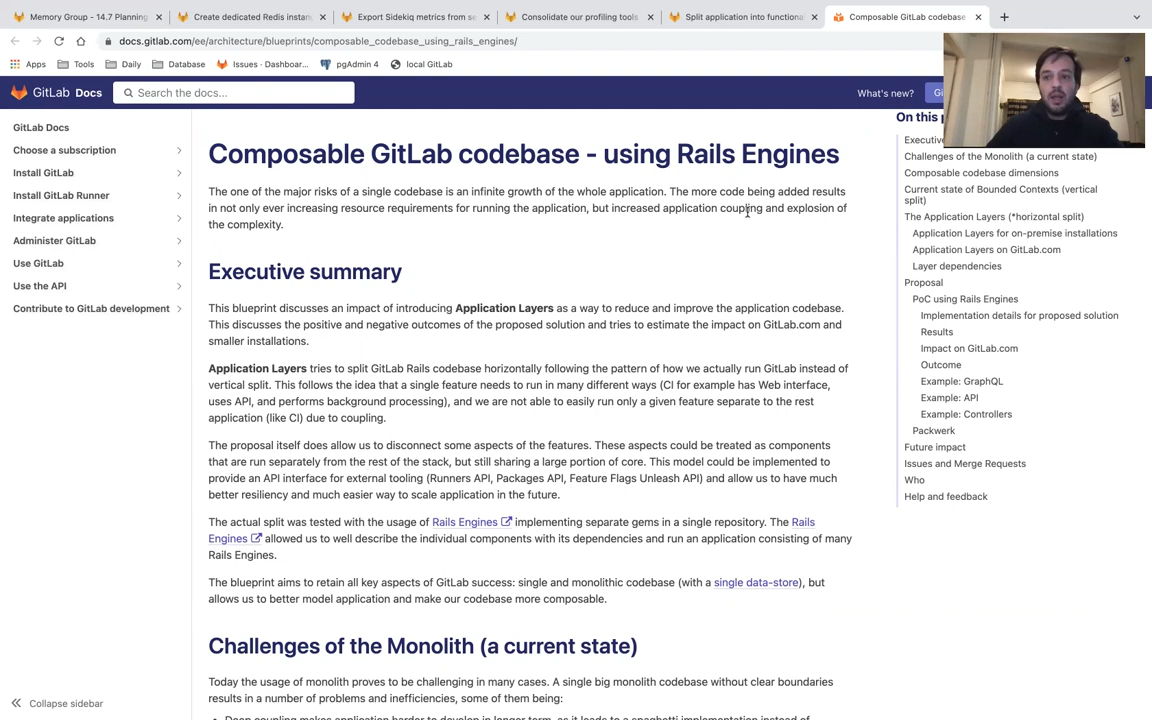 Memory Group - 14.7 Planning
Create dedicated Redis instan
Export Sidekiq metrics from se
Consolidate our profiling tools
Split application into functiona
Composable GitLab codebase
docs.gitlab.com/ee/architecture/blueprints/composable_codebase_using_rails_engines/
Apps
Tools
Daily
Database
Issues · Dashboar...
pgAdmin 4
local GitLab
GitLab Docs
Search the docs...
What's new?
GitLab Docs
Choose a subscription
Install GitLab
Install GitLab Runner
Integrate applications
Administer GitLab
Use GitLab
Use the API
Contribute to GitLab development
Collapse sidebar
Composable GitLab codebase - using Rails Engines
The one of the major risks of a single codebase is an infinite growth of the whole application. The more code being added results
in not only ever increasing resource requirements for running the application, but increased application coupling and explosion of
the complexity.
Executive summary
This blueprint discusses an impact of introducing Application Layers as a way to reduce and improve the application codebase.
This discusses the positive and negative outcomes of the proposed solution and tries to estimate the impact on GitLab.com and
smaller installations.
Application Layers tries to split GitLab Rails codebase horizontally following the pattern of how we actually run GitLab instead of
vertical split. This follows the idea that a single feature needs to run in many different ways (CI for example has Web interface,
uses API, and performs background processing), and we are not able to easily run only a given feature separate to the rest
application (like CI) due to coupling.
The proposal itself does allow us to disconnect some aspects of the features. These aspects could be treated as components
that are run separately from the rest of the stack, but still sharing a large portion of core. This model could be implemented to
provide an API interface for external tooling (Runners API, Packages API, Feature Flags Unleash API) and allow us to have much
better resiliency and much easier way to scale application in the future.
The actual split was tested with the usage of Rails Engines implementing separate gems in a single repository. The Rails
Engines allowed us to well describe the individual components with its dependencies and run an application consisting of many
Rails Engines.
The blueprint aims to retain all key aspects of GitLab success: single and monolithic codebase (with a single data-store), but
allows us to better model application and make our codebase more composable.
Challenges of the Monolith (a current state)
Today the usage of monolith proves to be challenging in many cases. A single big monolith codebase without clear boundaries
results in a number of problems and inefficiencies, some of them being:
Deep coupling makes application harder to develop in longer term, as it leads to a spaghetti implementation instead of
On this
Executive
Challenges of the Monolith (a current state)
Composable codebase dimensions
Current state of Bounded Contexts (vertical
split)
The Application Layers (*horizontal split)
Application Layers for on-premise installations
Application Layers on GitLab.com
Layer dependencies
Proposal
PoC using Rails Engines
Implementation details for proposed solution
Results
Impact on GitLab.com
Outcome
Example: GraphQL
Example: API
Example: Controllers
Packwerk
Future impact
Issues and Merge Requests
Who
Help and feedback